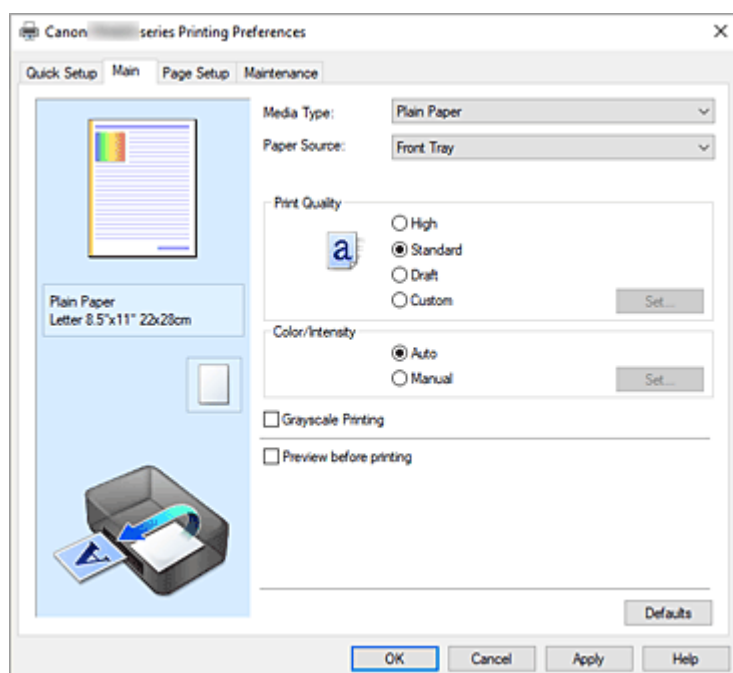 Canon series Printing Preferences
Quick Setup Main Page Setup Maintenance
Media Type: Plain Paper
Paper Source: Front Tray
Print Quality
a
High
Standard
Draft
Custom Set...
Plain Paper
Letter 8.5"x11" 22x28cm
Color/Intensity
Auto
Manual Set...
Grayscale Printing
Preview before printing
A
Defaults
OK Cancel Apply Help